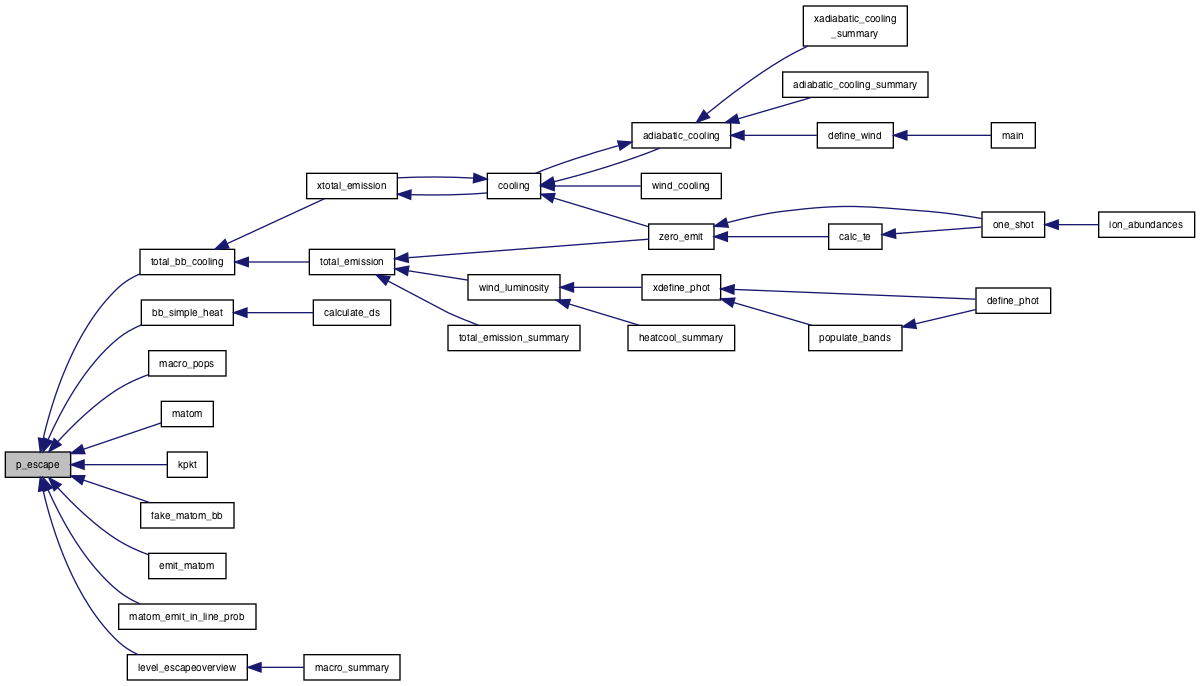 xadiabatic_cooling
_summary
adiabatic_cooling_summary
adiabatic_cooling
define_wind
main
xtotal_emission
cooling
wind_cooling
zero_emit
calc_te
one_shot
ion_abundances
total_bb_cooling
total_emission
wind_luminosity
xdefine_phot
define_phot
bb_simple_heat
calculate_ds
total_emission_summary
heatcool_summary
populate_bands
macro_pops
matom
p_escape
kpkt
fake_matom_bb
emit_matom
matom_emit_in_line_prob
level_escapeoverview
macro_summary